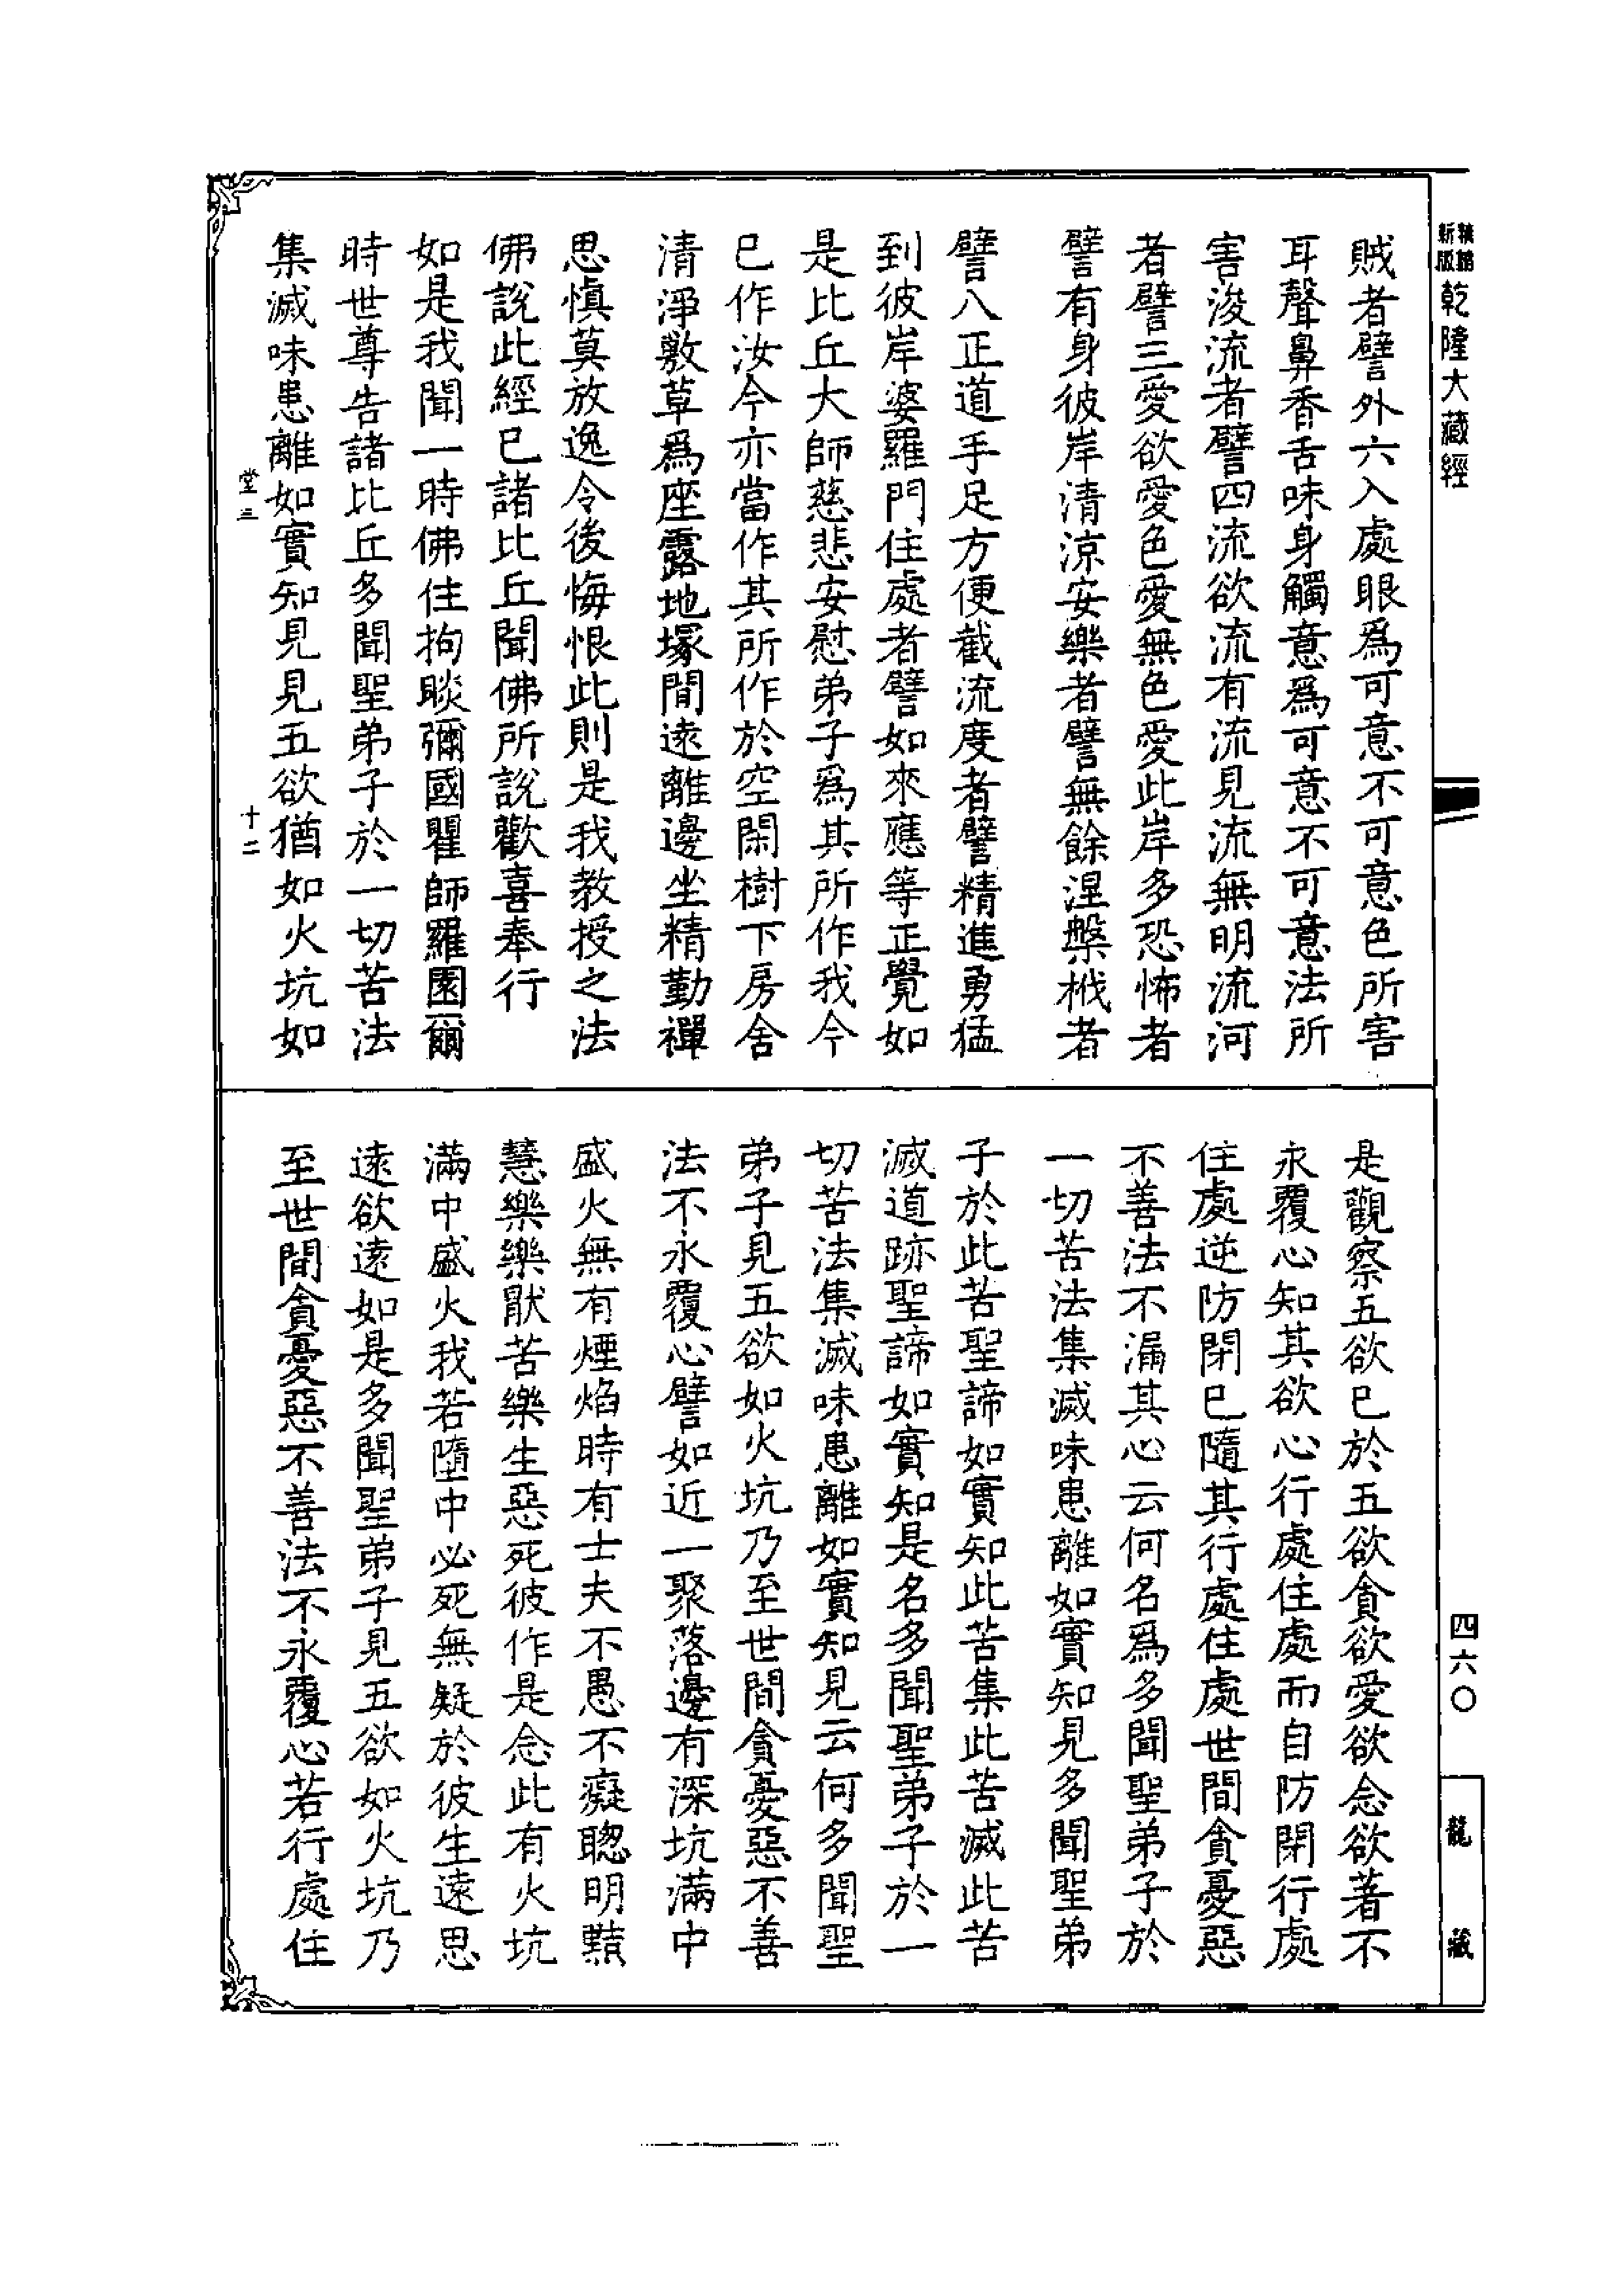 新版
乾隆大藏經
賊者譬外六入處眼爲可意不可意色所害
耳聲鼻香舌味身觸意爲可意不可意法所
害浚流者譬四流欲流有流見流無明流河
者譬三愛欲愛色愛無色愛此岸多恐怖者
譬有身彼岸清涼安樂者譬無餘涅槃栰者
譬八正道手足方便截流度者譬精進勇猛
到彼岸婆羅門住處者譬如來應等正覺如
是比丘大師慈悲安慰弟子爲其所作我今
已作汝今亦當作其所作於空閑樹下房舍
清淨敷草爲座露地塚間遠離邊坐精勤禪
思愼莫放逸令後悔恨此則是我教授之法
佛說此經已諸比丘聞佛所說歡喜奉行
如是我聞一時佛住拘睒彌國瞿師羅園爾
時世尊告諸比丘多聞聖弟子於一切苦法
集滅味患離如實知見見五欲猶如火坑如
堂三
十二
是觀察五欲已於五欲貪欲愛欲念欲著不
永覆心知其欲心行處住處而自防閉行處
住處逆防閉已隨其行處住處世間貪憂惡
不善法不漏其心云何名爲多聞聖弟子於
一切苦法集滅味患離如實知見多聞聖弟
子於此苦聖諦如實知此苦集此苦滅此苦
滅道跡聖諦如實知是名多聞聖弟子於一
切苦法集滅味患離如實知見云何多聞聖
弟子見五欲如火坑乃至世間貪憂惡不善
法不永覆心譬如近一聚落邊有深坑滿中
盛火無有煙焰時有士夫不愚不癡聰明黠
慧樂樂猒苦樂生惡死彼作是念此有火坑
滿中盛火我若墮中必死無疑於彼生遠思
遠欲遠如是多聞聖弟子見五欲如火坑乃
至世間貪憂惡不善法不永覆心若行處住
四六〇
龍藏